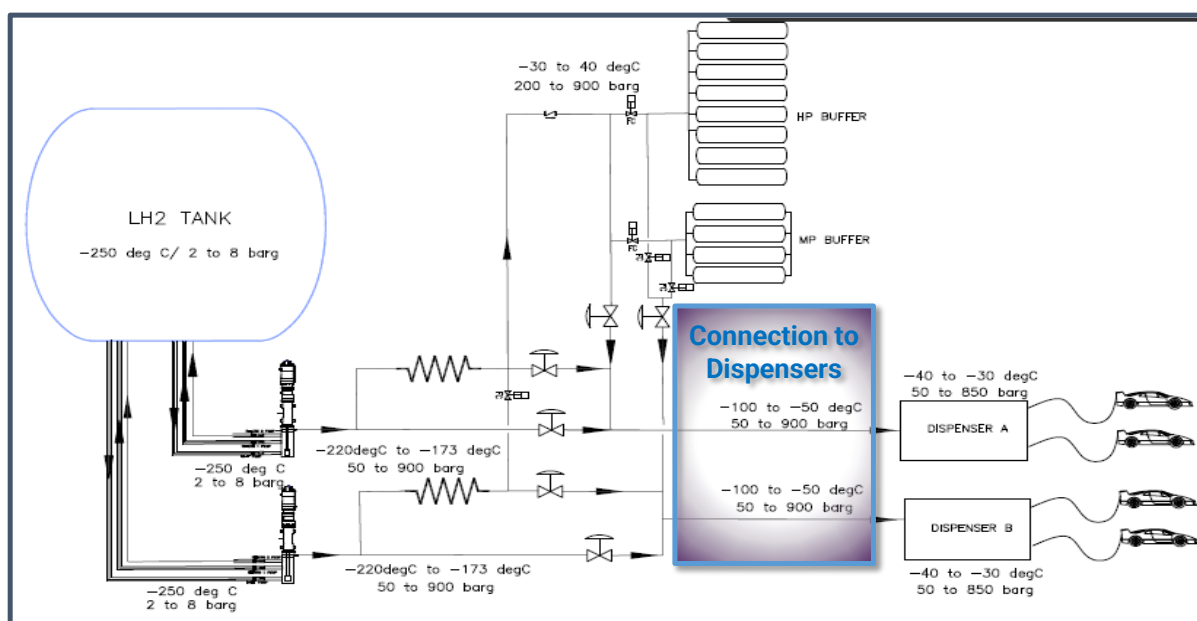 -30 to 40 degC
200 to 900 barg
FC
HP BUFFER
LH2 TANK
-250 deg C/ 2 to 8 barg
FC
MP BUFFER
Connection to
Dispensers
-40 to -30 degC
50 to 850 barg
-100 to -50degC
50 to 900 barg
DISPENSER A
-220degC to -173 degC
50 to 900 barg
-250 deg C
2 to 8 barg
-100 to -50degC
50 to 900 barg
DISPENSER B
-220degC to -173 degC
50 to 900 barg
-40 to -30 degC
50 to 850 barg
-250 deg C
2 to 8 barg